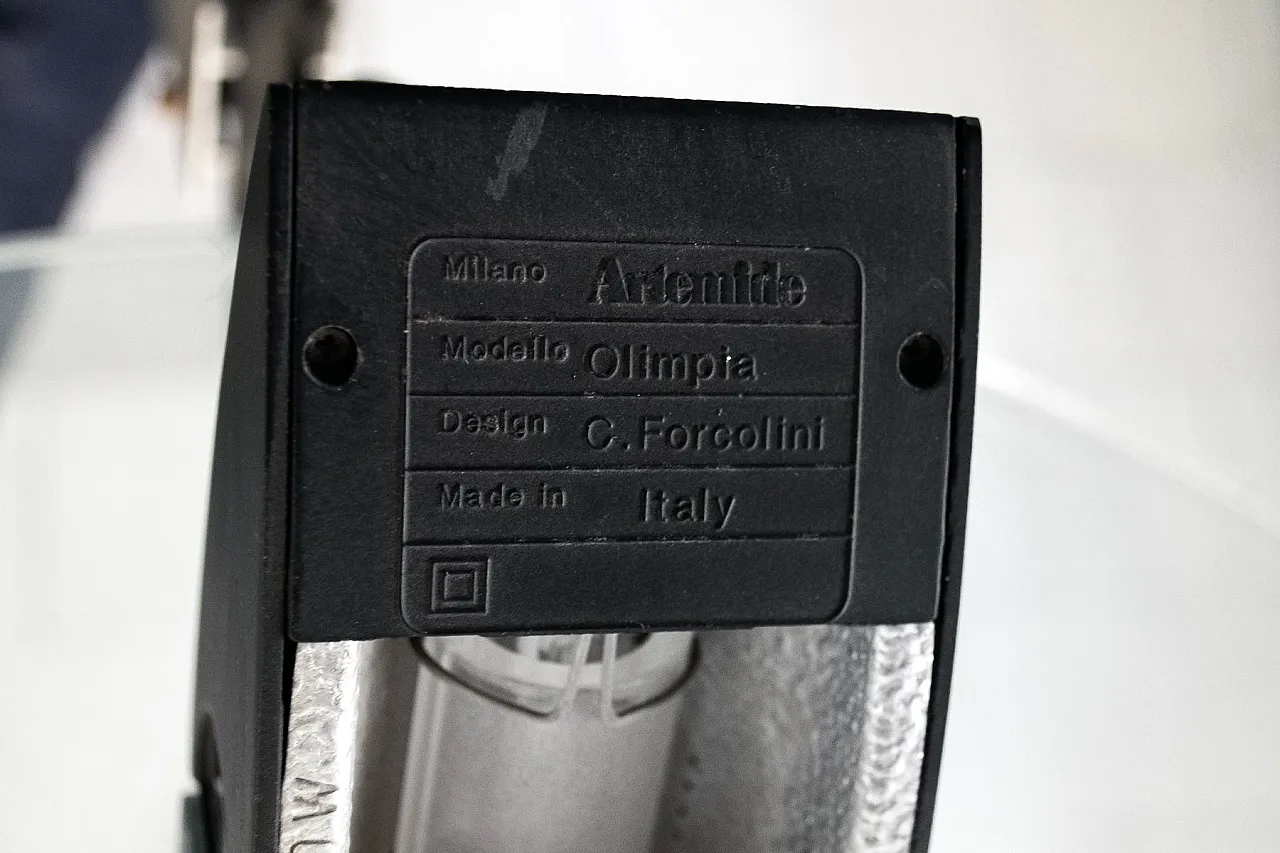 Milano Artemide
Modello Olimpia
Design C. Forcolini
Made in Italy